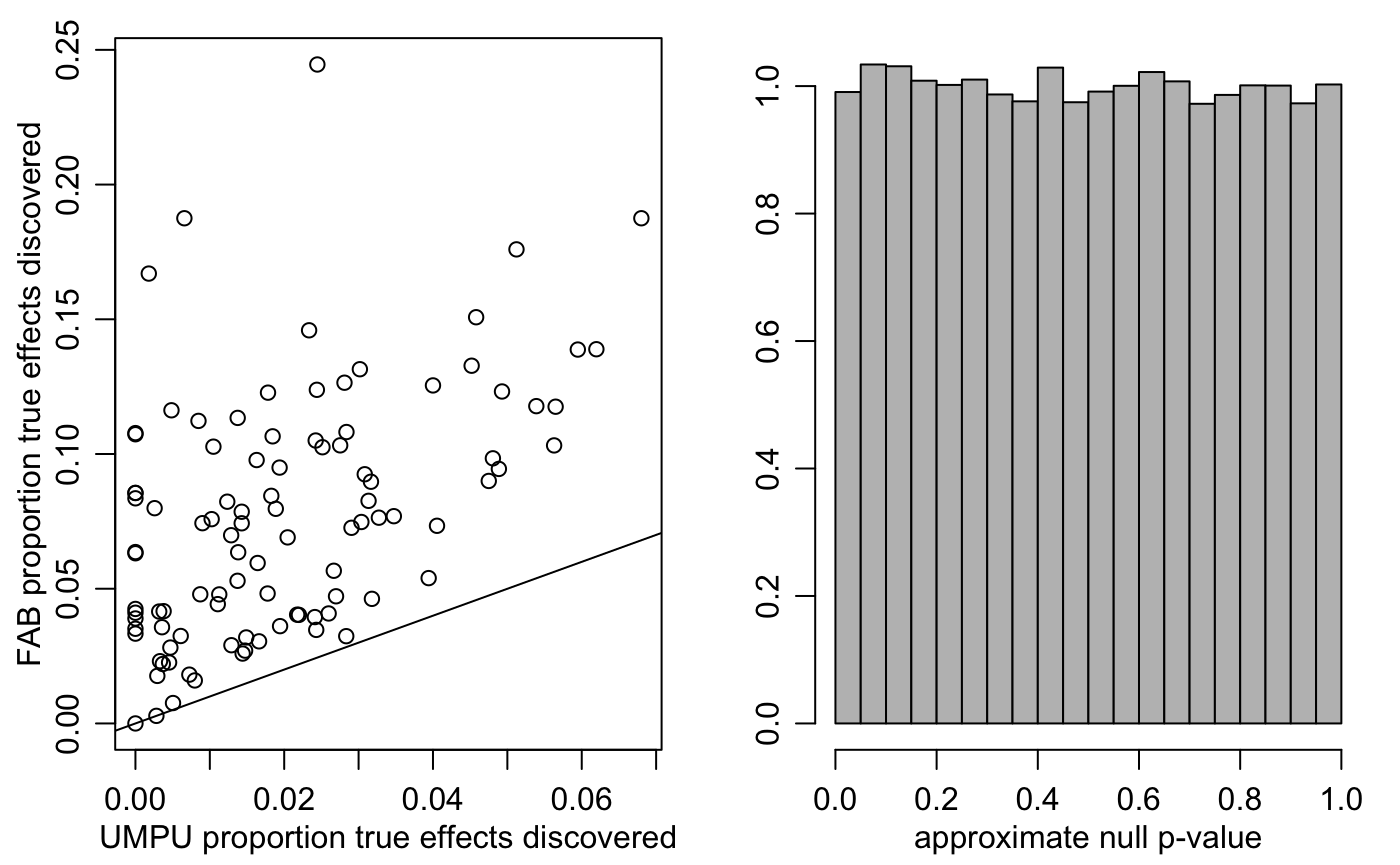 FAB proportion true effects discovered
0.25
0.20
0.15
0.10
0.05
0.00
0.00 0.02 0.04 0.06
UMPU proportion true effects discovered
1.0
0.8
0.6
0.4
0.2
0.0
0.0 0.2 0.4 0.6 0.8 1.0
approximate null p-value